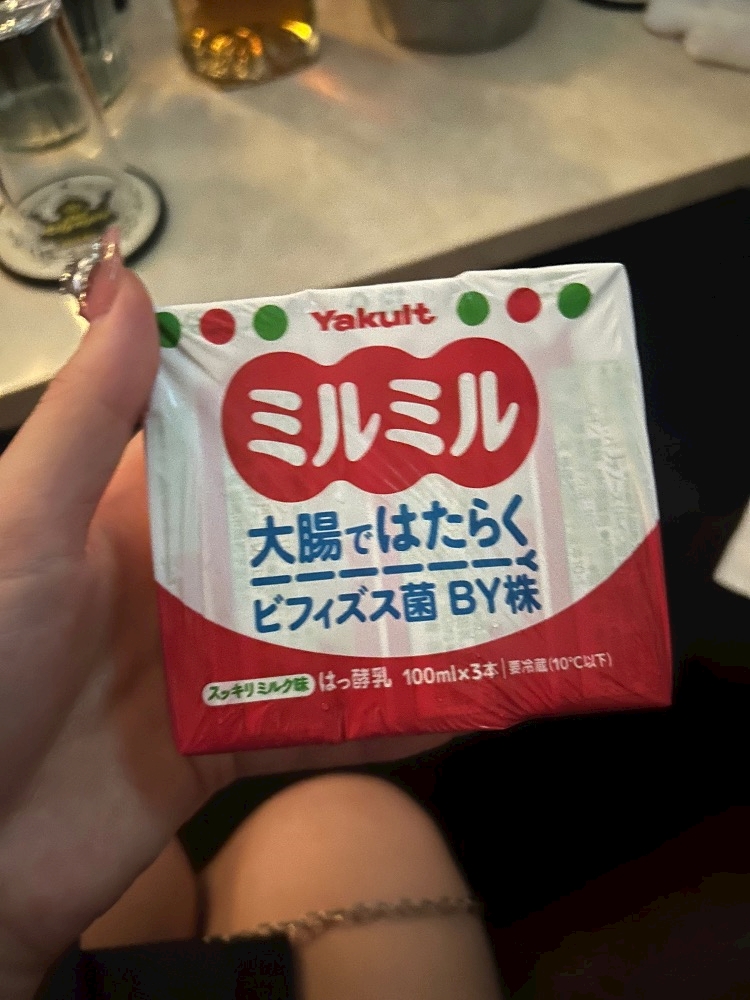 Yakult
ミルミル
大腸ではたらく
ビフィズス菌 BY株
スッキリミルク味 はっ酵乳 100ml×3本 | 要冷蔵(10℃以下)